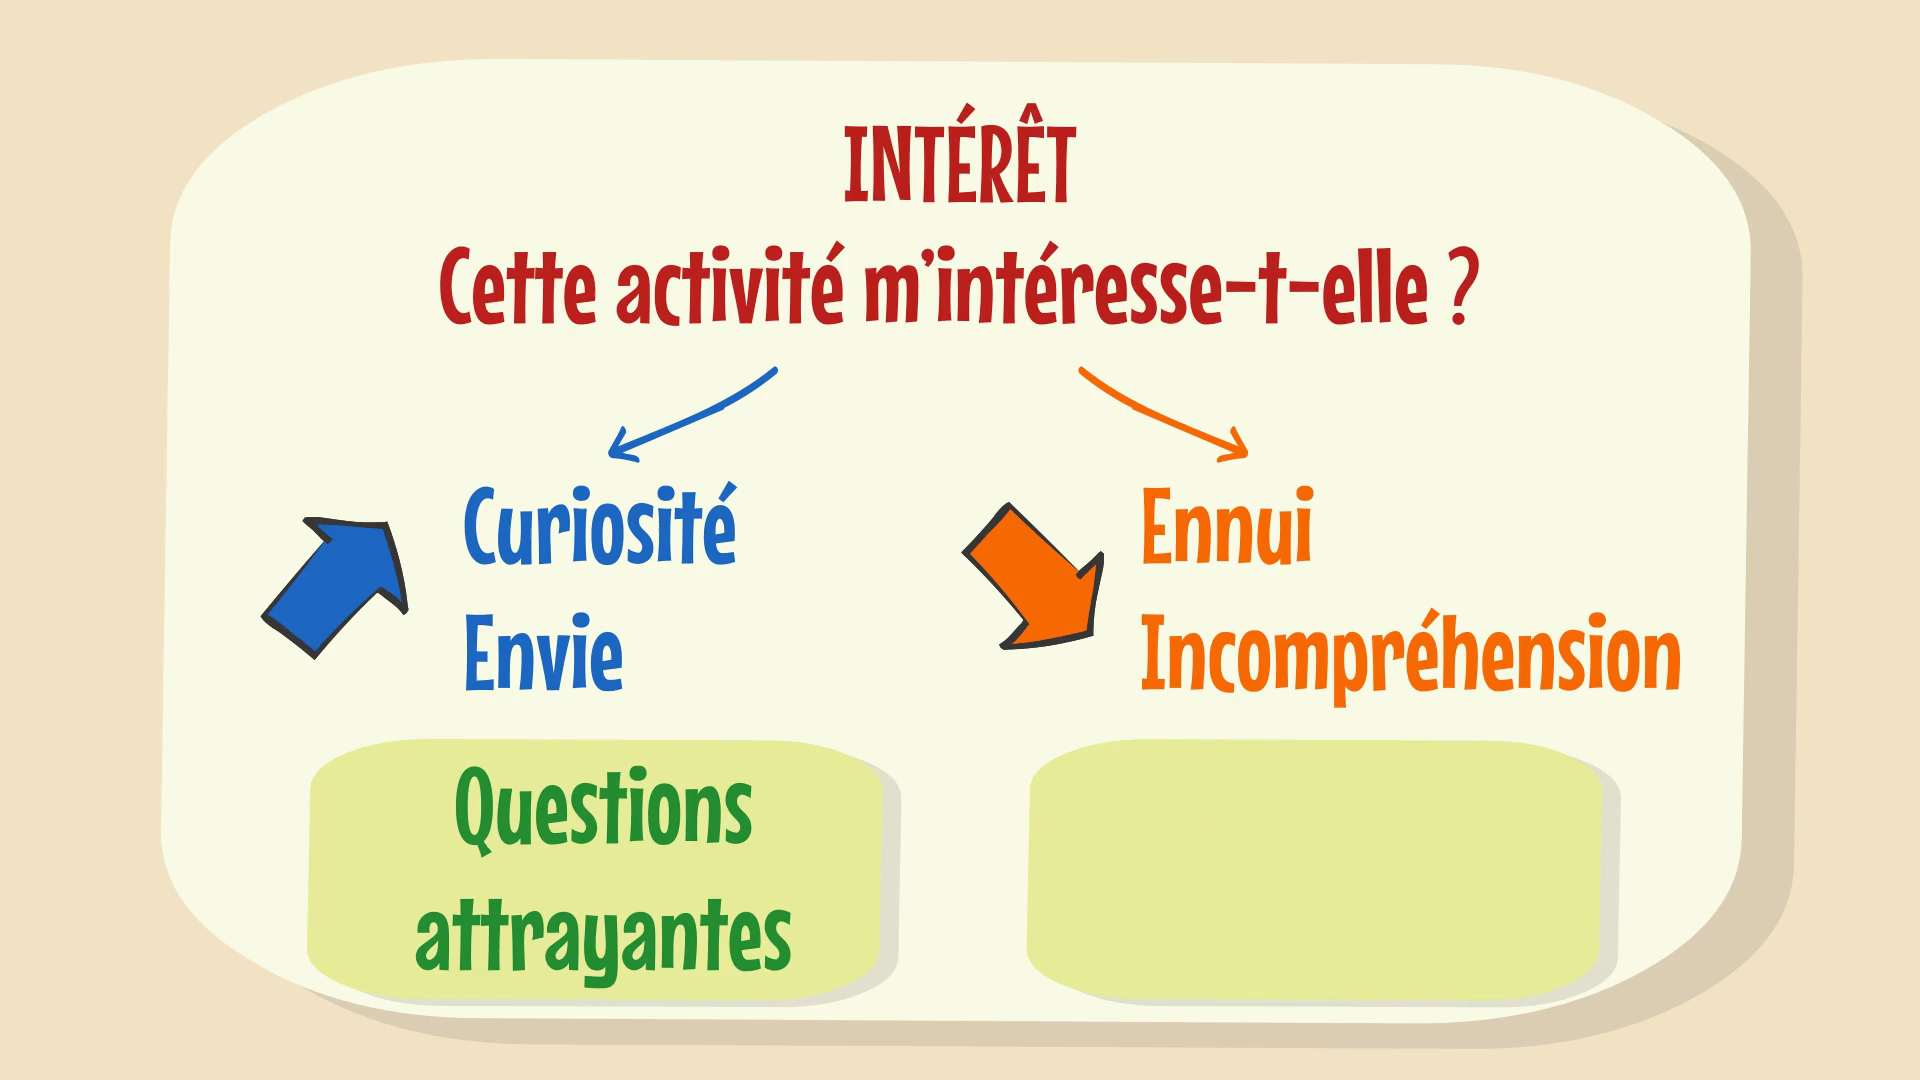 INTÉRÊT
Cette activité m’intéresse-t-elle ?
Curiosité
Envie
Ennui
Incompréhension
Questions
attrayantes